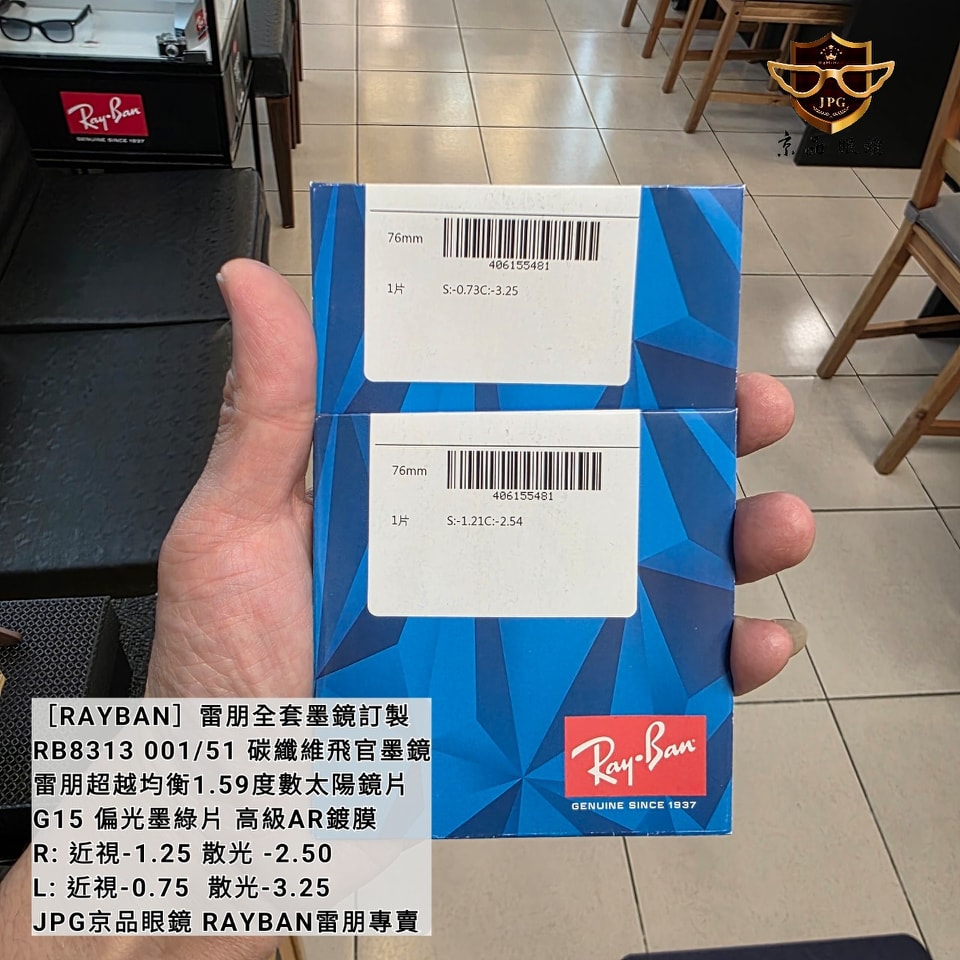 Ray-Ban
GENUINE SINCE 1937
JPG
京品眼鏡
76mm
406155481
1片 S:-0.73C:-3.25
76mm
406155481
1片 S:-1.21C:-2.54
Ray-Ban
GENUINE SINCE 1937
［RAYBAN］雷朋全套墨鏡訂製
RB8313 001/51 碳纖維飛官墨鏡
雷朋超越均衡1.59度數太陽鏡片
G15 偏光墨綠片 高級AR鍍膜
R: 近視-1.25 散光 -2.50
L: 近視-0.75 散光-3.25
JPG京品眼鏡 RAYBAN雷朋專賣